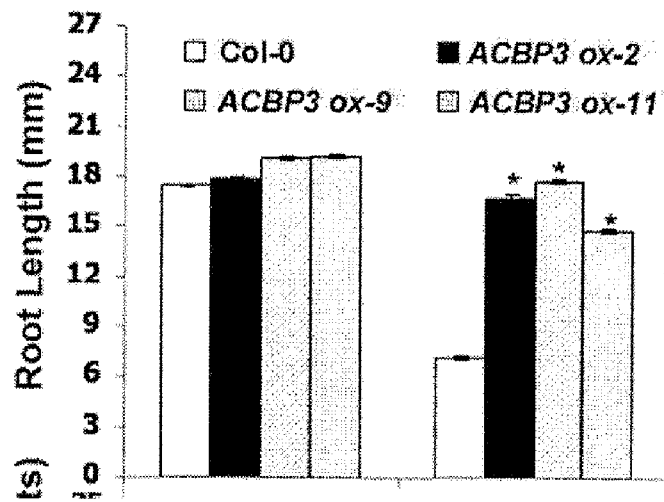 27
24
21
18
15
12
9
6
3
0
Root Length (mm)
Col-0
ACBP3 ox-2
ACBP3 ox-9
ACBP3 ox-11
*
*
*
ts)